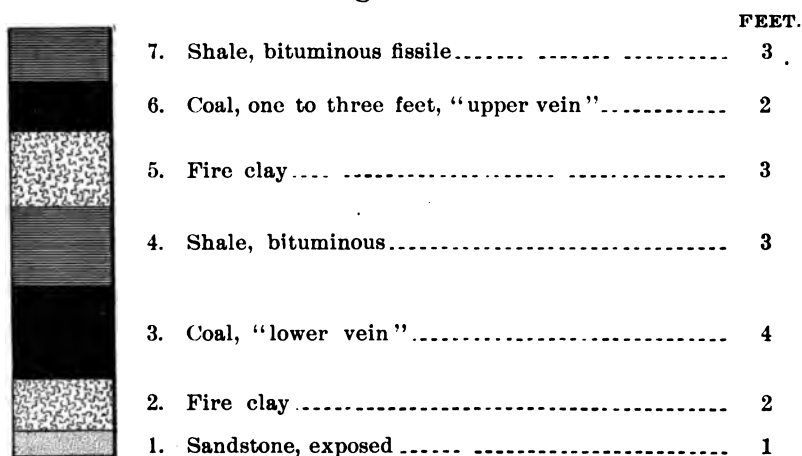 FEET.
7. Shale, bituminous fissile....... ....... .......... 3
6. Coal, one to three feet, "upper vein"............ 2
5. Fire clay.... ..................... ............... 3
4. Shale, bituminous................................ 3
3. Coal, "lower vein".............................. 4
2. Fire clay......................................... 2
1. Sandstone, exposed ...... ........................ 1